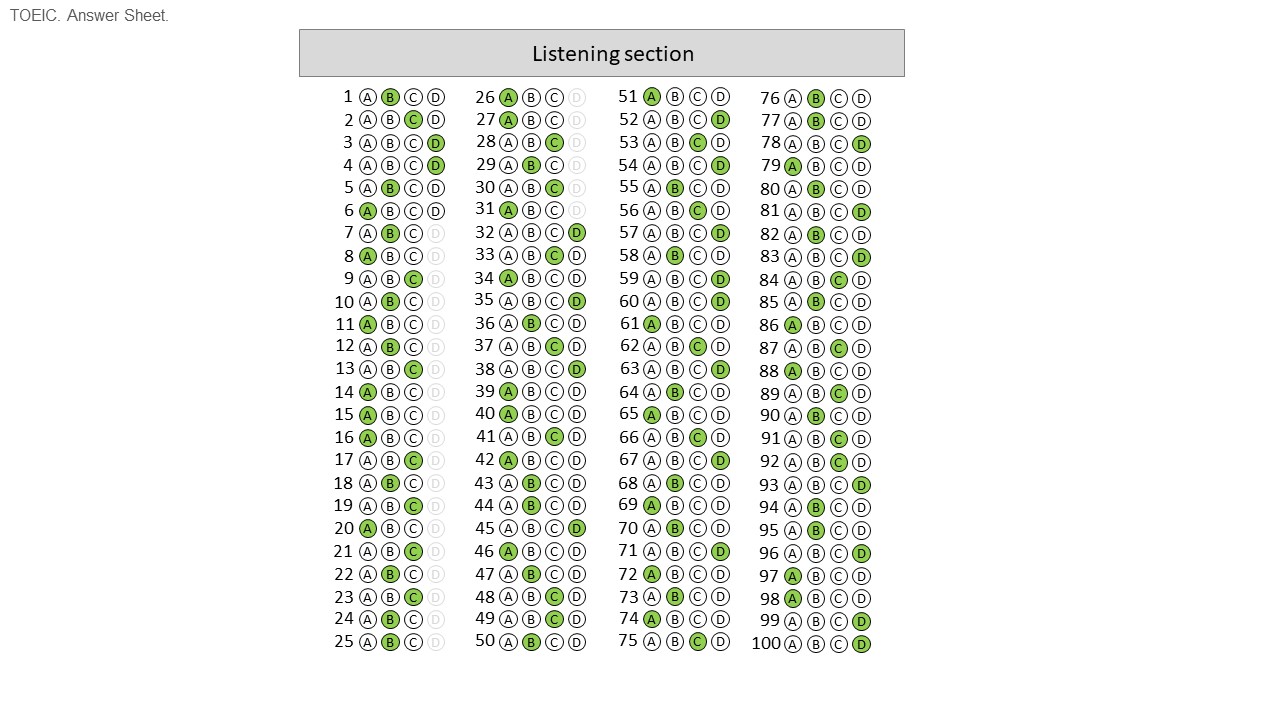 TOEIC. Answer Sheet.
Listening section
1 A B C D
2 A B C D
3 A B C D
4 A B C D
5 A B C D
6 A B C D
7 A B C D
8 A B C D
9 A B C D
10 A B C D
11 A B C D
12 A B C D
13 A B C D
14 A B C D
15 A B C D
16 A B C D
17 A B C D
18 A B C D
19 A B C D
20 A B C D
21 A B C D
22 A B C D
23 A B C D
24 A B C D
25 A B C D
26 A B C D
27 A B C D
28 A B C D
29 A B C D
30 A B C D
31 A B C D
32 A B C D
33 A B C D
34 A B C D
35 A B C D
36 A B C D
37 A B C D
38 A B C D
39 A B C D
40 A B C D
41 A B C D
42 A B C D
43 A B C D
44 A B C D
45 A B C D
46 A B C D
47 A B C D
48 A B C D
49 A B C D
50 A B C D
51 A B C D
52 A B C D
53 A B C D
54 A B C D
55 A B C D
56 A B C D
57 A B C D
58 A B C D
59 A B C D
60 A B C D
61 A B C D
62 A B C D
63 A B C D
64 A B C D
65 A B C D
66 A B C D
67 A B C D
68 A B C D
69 A B C D
70 A B C D
71 A B C D
72 A B C D
73 A B C D
74 A B C D
75 A B C D
76 A B C D
77 A B C D
78 A B C D
79 A B C D
80 A B C D
81 A B C D
82 A B C D
83 A B C D
84 A B C D
85 A B C D
86 A B C D
87 A B C D
88 A B C D
89 A B C D
90 A B C D
91 A B C D
92 A B C D
93 A B C D
94 A B C D
95 A B C D
96 A B C D
97 A B C D
98 A B C D
99 A B C D
100 A B C D